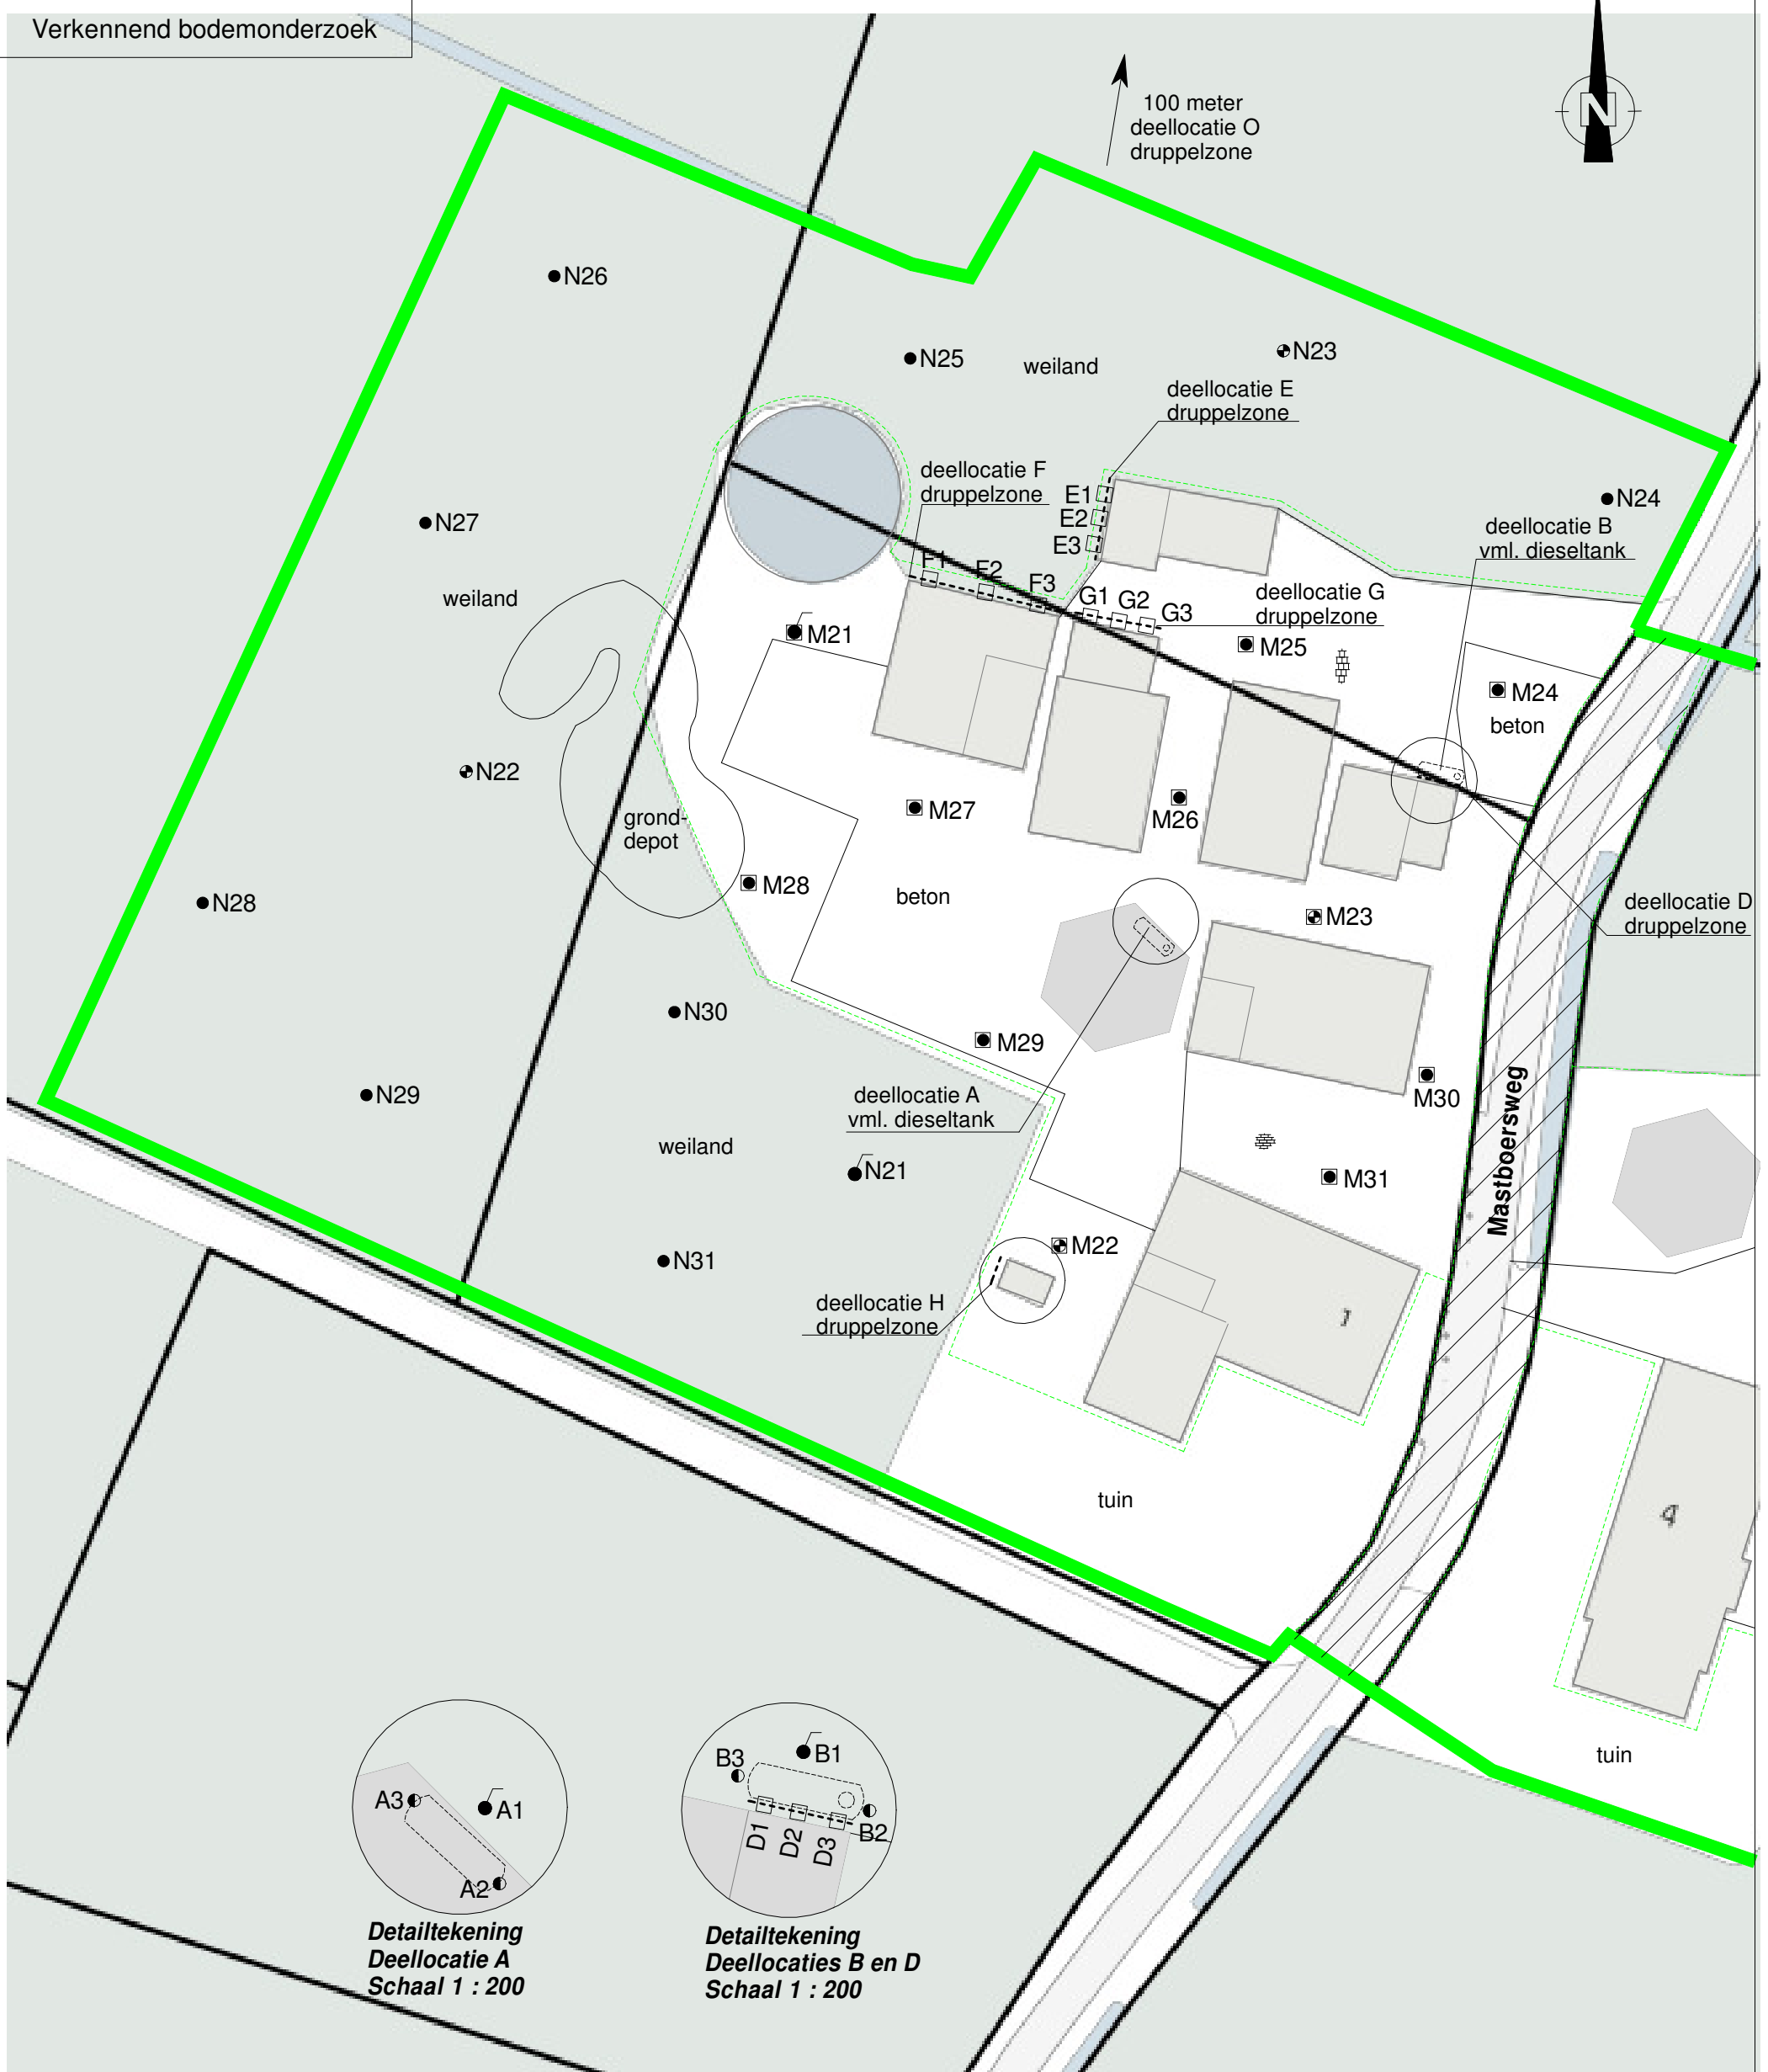 Verkennend bodemonderzoek
N
100 meter
deellocatie O
druppelzone
N26
N25
weiland
N23
deellocatie E
druppelzone
deellocatie F
druppelzone
E1
E2
E3
N24
deellocatie B
vml. dieseltank
N27
weiland
F1
F2
F3
G1
G2
G3
deellocatie G
druppelzone
M21
M25
M24
beton
N22
grond-
depot
M27
M26
M28
beton
N28
M23
deellocatie D
druppelzone
N30
M29
N29
deellocatie A
vml. dieseltank
M30
Mastboersweg
weiland
N21
M31
M22
N31
deellocatie H
druppelzone
1
tuin
tuin
A3
A1
A2
Detailtekening
Deellocatie A
Schaal 1 : 200
B3
B1
B2
D1
D2
D3
Detailtekening
Deellocaties B en D
Schaal 1 : 200